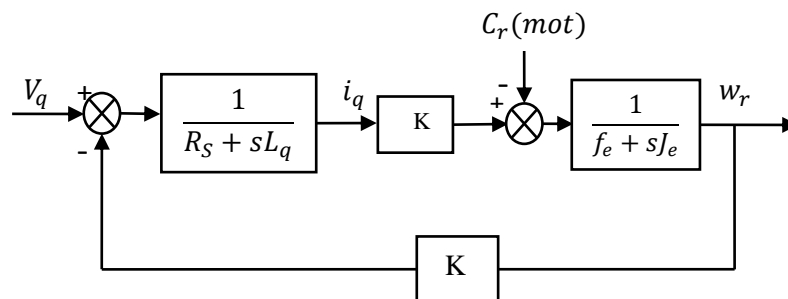 C_r(mot)
V_q
+
-
1
R_S + sL_q
i_q
K
-
+
1
f_e + sJ_e
w_r
K